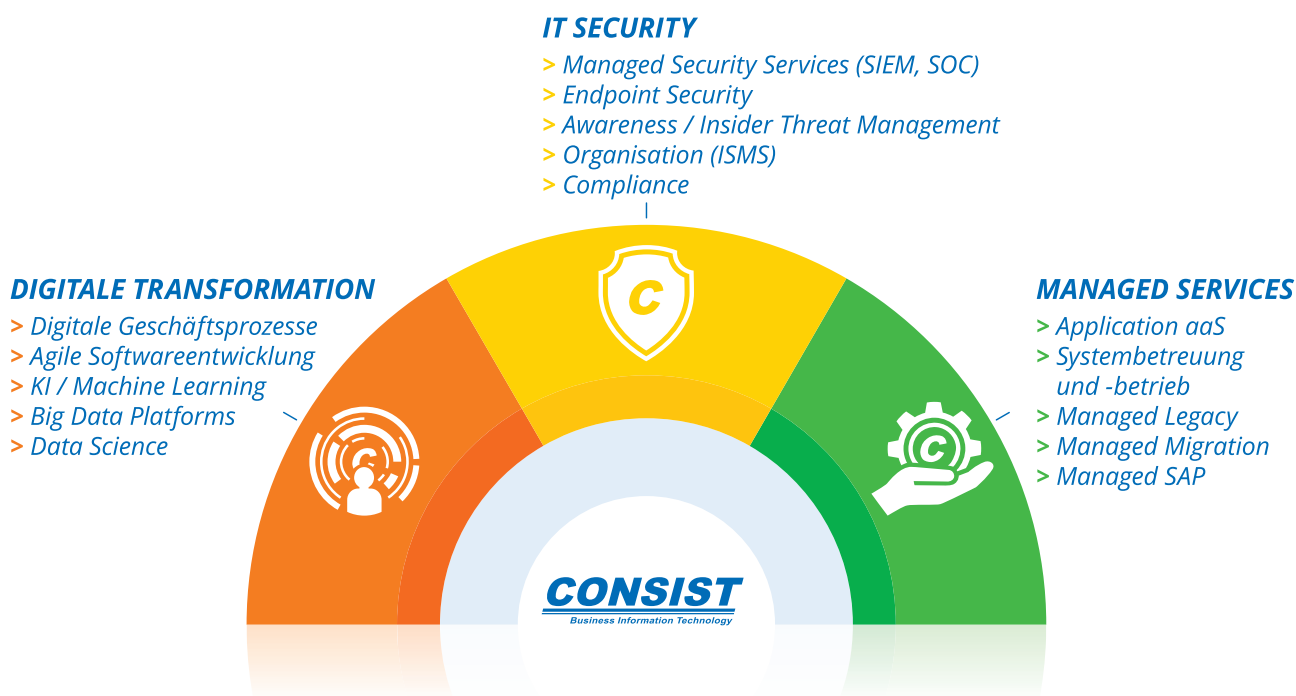 IT SECURITY
> Managed Security Services (SIEM, SOC)
> Endpoint Security
> Awareness / Insider Threat Management
> Organisation (ISMS)
> Compliance
DIGITALE TRANSFORMATION
> Digitale Geschäftsprozesse
> Agile Softwareentwicklung
> KI / Machine Learning
> Big Data Platforms
> Data Science
MANAGED SERVICES
> Application aaS
> Systembetreuung
und -betrieb
> Managed Legacy
> Managed Migration
> Managed SAP
C
C
C
CONSIST
Business Information Technology